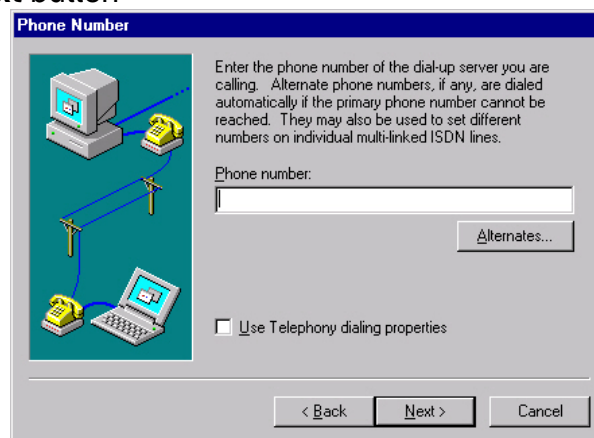 button
Phone Number
Enter the phone number of the dial-up server you are
calling. Alternate phone numbers, if any, are dialed
automatically if the primary phone number cannot be
reached. They may also be used to set different
numbers on individual multi-linked ISDN lines.
Phone number:
Alternates...
Use Telephony dialing properties
< Back
Next >
Cancel